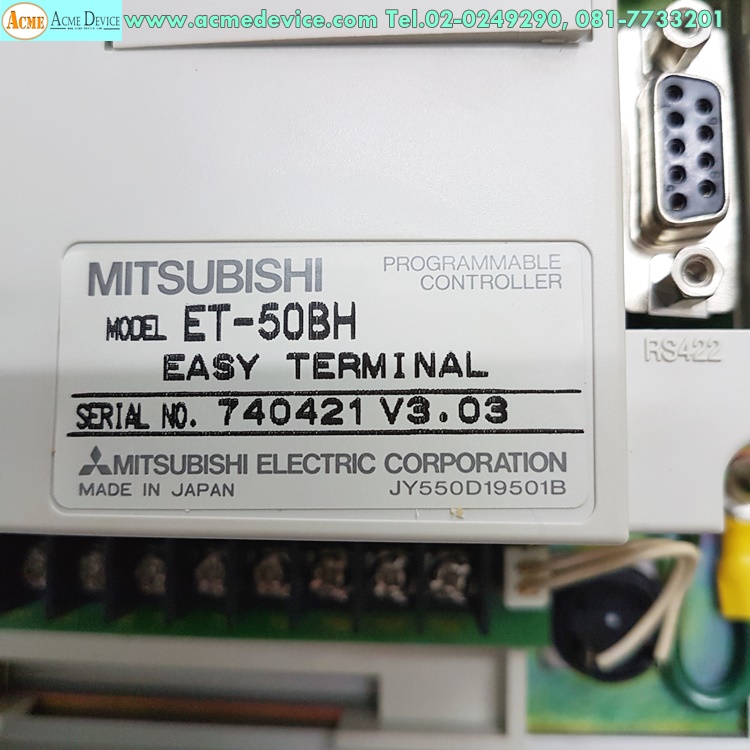 ACME
ACME DEVICE
www.acmedevice.com Tel.02-0249290, 081-7733201
MITSUBISHI
PROGRAMMABLE
CONTROLLER
MODEL ET-50BH
EASY TERMINAL
SERIAL NO. 740421 V3.03
MITSUBISHI ELECTRIC CORPORATION
MADE IN JAPAN
JY550D19501B
RS422